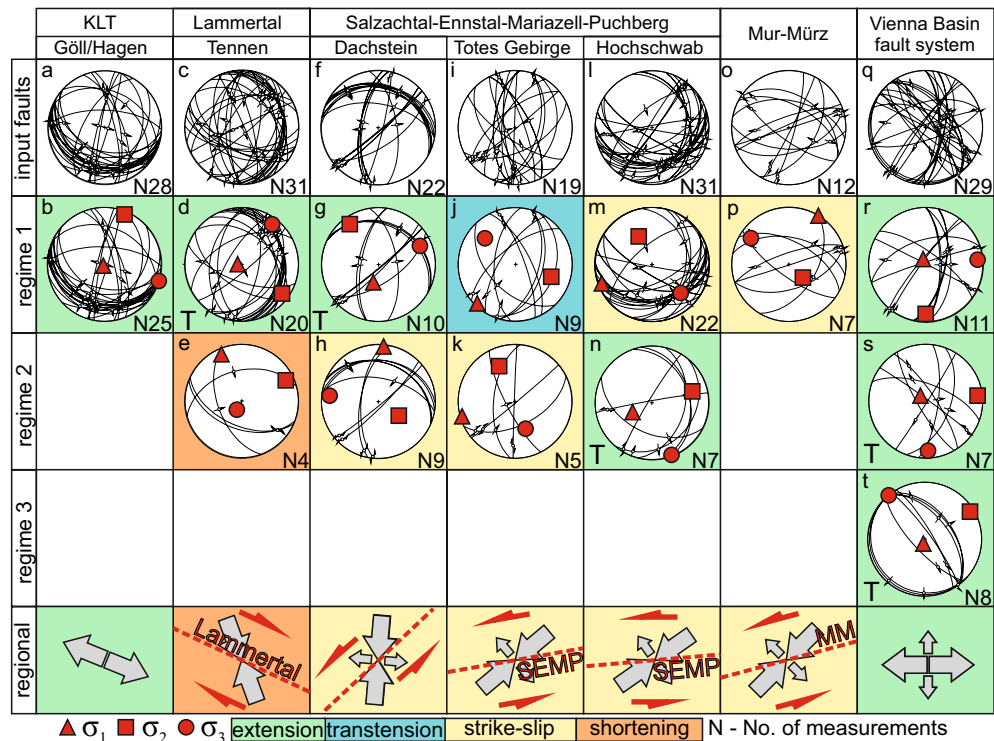 KLT Lammertal Salzachtal-Ennstal-Mariazell-Puchberg Mur-Mürz Vienna Basin fault system
Göll/Hagen Tennen Dachstein Totes Gebirge Hochschwab
input faults
a N28 c N31 f N22 i N19 l N31 o N12 q N29
regime 1
b N25 d T N20 g T N10 j N9 m N22 p N7 r N11
regime 2
e N4 h N9 k N5 n T N7 s T N7
regime 3
t T N8
regional
Lammertal SEMP SEMP MM
σ1 σ2 σ3 extension transtension strike-slip shortening N - No. of measurements